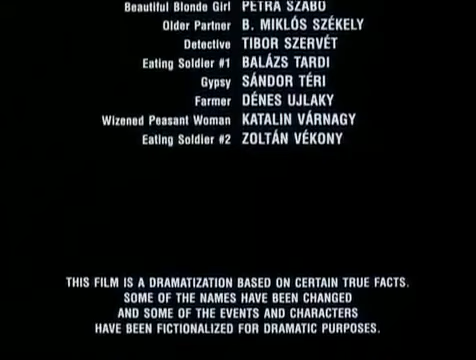 Beautiful Blonde Girl PETRA SZABÓ
Older Partner B. MIKLÓS SZÉKELY
Detective TIBOR SZERVÉT
Eating Soldier #1 BALÁZS TARDI
Gypsy SÁNDOR TÉRI
Farmer DÉNES UJLAKY
Wizened Peasant Woman KATALIN VÁRNAGY
Eating Soldier #2 ZOLTÁN VÉKONY
THIS FILM IS A DRAMATIZATION BASED ON CERTAIN TRUE FACTS.
SOME OF THE NAMES HAVE BEEN CHANGED
AND SOME OF THE EVENTS AND CHARACTERS
HAVE BEEN FICTIONALIZED FOR DRAMATIC PURPOSES.